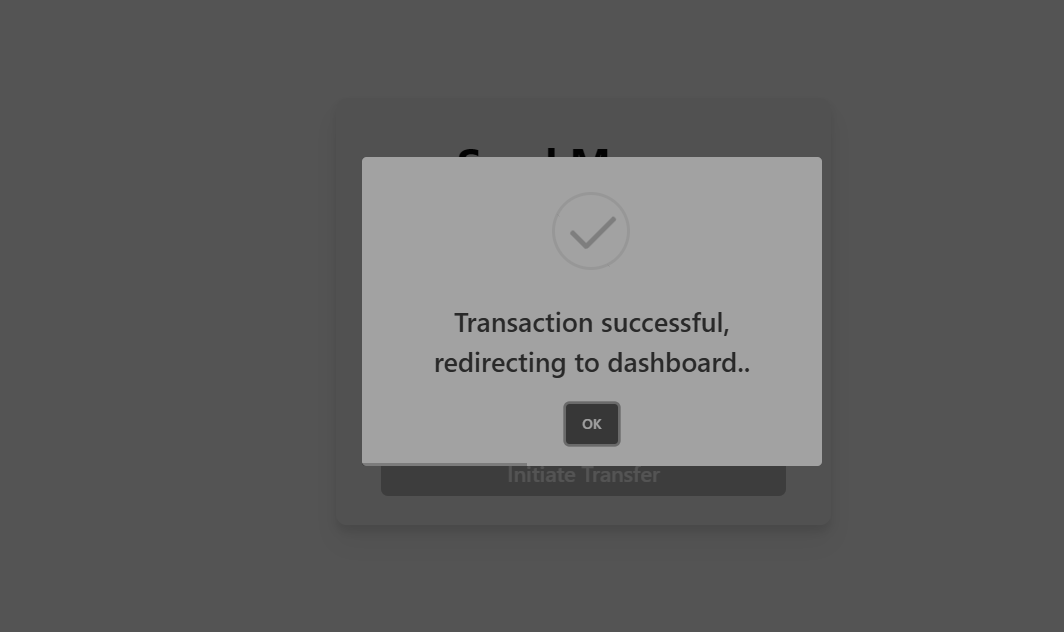 Transaction successful,
redirecting to dashboard..
OK
Initiate Transfer